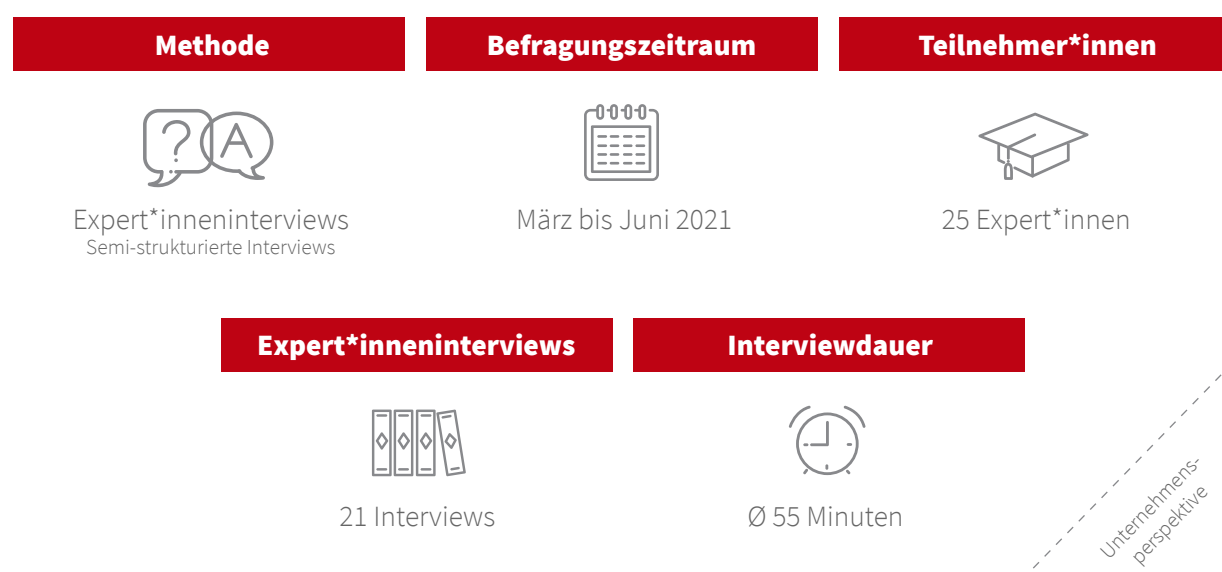 Methode
Befragungszeitraum
Teilnehmer*innen
?
A
Expert*inneninterviews
Semi-strukturierte Interviews
März bis Juni 2021
25 Expert*innen
Expert*inneninterviews
Interviewdauer
21 Interviews
Ø 55 Minuten
Unternehmens-
perspektive